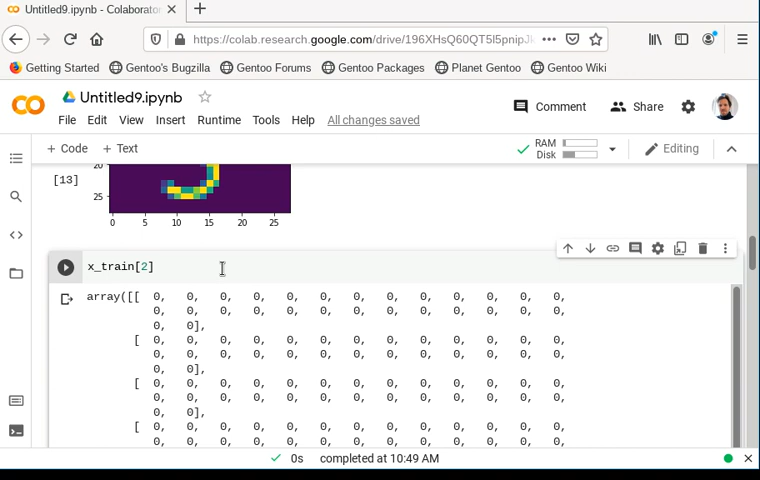 Untitled9.ipynb - Colaborator
https://colab.research.google.com/drive/196XHsQ60QT5l5pnipJ
Getting Started Gentoo's Bugzilla Gentoo Forums Gentoo Packages Planet Gentoo Gentoo Wiki
Untitled9.ipynb
Comment Share
File Edit View Insert Runtime Tools Help All changes saved
+ Code + Text RAM Disk Editing
20
25
[13]
0 5 10 15 20 25
x_train[2]
array([[ 0, 0, 0, 0, 0, 0, 0, 0, 0, 0, 0, 0, 0,
0, 0, 0, 0, 0, 0, 0, 0, 0, 0, 0, 0, 0,
0, 0],
[ 0, 0, 0, 0, 0, 0, 0, 0, 0, 0, 0, 0, 0,
0, 0, 0, 0, 0, 0, 0, 0, 0, 0, 0, 0, 0,
0, 0],
[ 0, 0, 0, 0, 0, 0, 0, 0, 0, 0, 0, 0, 0,
0, 0, 0, 0, 0, 0, 0, 0, 0, 0, 0, 0, 0,
0, 0],
[ 0, 0, 0, 0, 0, 0, 0, 0, 0, 0, 0, 0, 0,
0, 0, 0, 0, 0, 0, 0, 0, 0, 0, 0, 0, 0,
0s completed at 10:49 AM